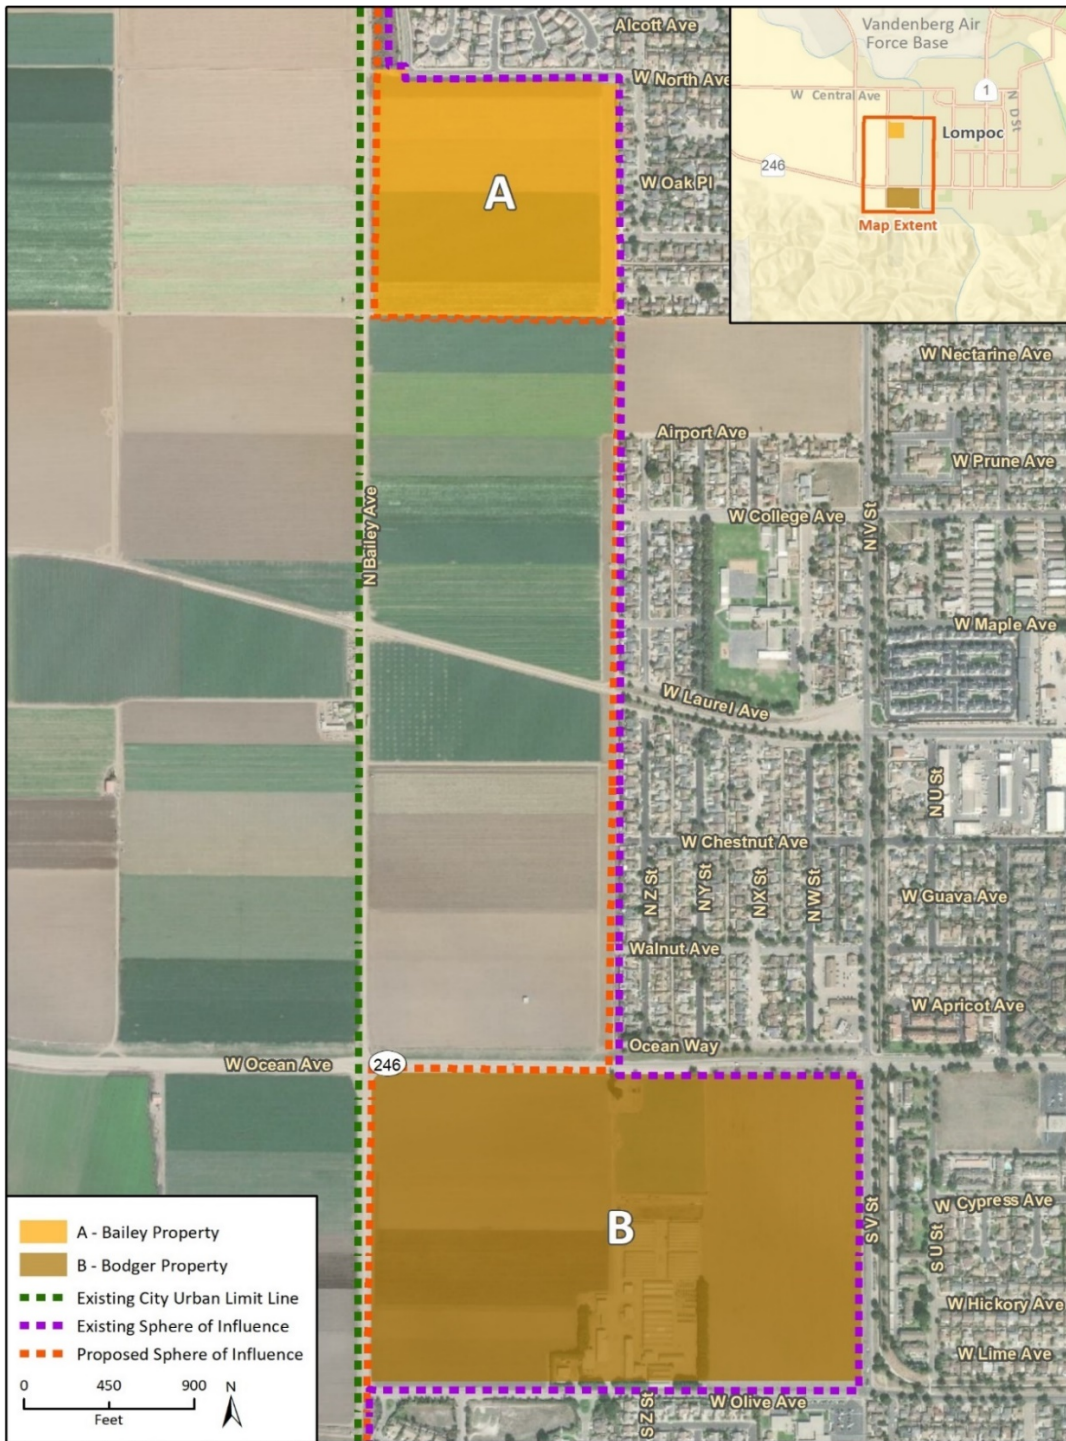 Alcott Ave
W North Ave
A
W Oak Pl
Vandenberg Air
Force Base
W Central Ave
1
N D St
Lompoc
246
Map Extent
W Nectarine Ave
Airport Ave
W Prune Ave
N Bailey Ave
W College Ave
N V St
W Maple Ave
W Laurel Ave
N U St
W Chestnut Ave
N Z St
N Y St
N X St
N W St
W Guava Ave
Walnut Ave
W Apricot Ave
Ocean Way
W Ocean Ave
246
B
S V St
W Cypress Ave
S U St
W Hickory Ave
W Lime Ave
S Z St
W Olive Ave
A - Bailey Property
B - Bodger Property
Existing City Urban Limit Line
Existing Sphere of Influence
Proposed Sphere of Influence
0 450 900
Feet
N